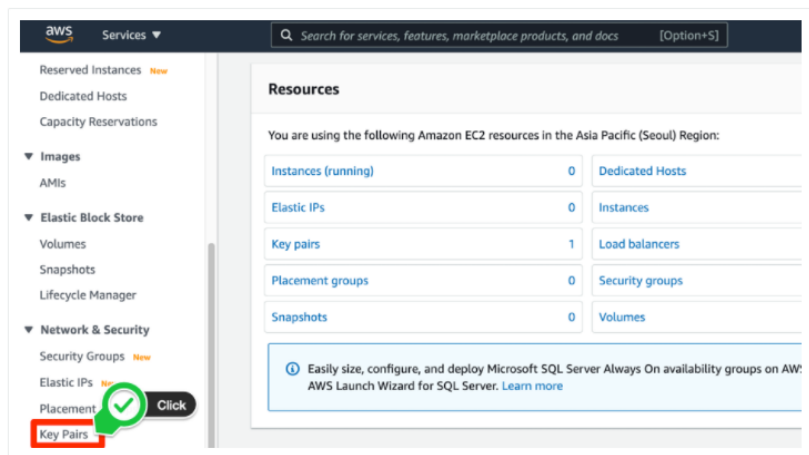 aws Services ▼ Search for services, features, marketplace products, and docs [Option+S]
Reserved Instances New
Dedicated Hosts
Capacity Reservations
▼ Images
AMIs
▼ Elastic Block Store
Volumes
Snapshots
Lifecycle Manager
▼ Network & Security
Security Groups New
Elastic IPs
Placement
Click
Key Pairs
Resources
You are using the following Amazon EC2 resources in the Asia Pacific (Seoul) Region:
Instances (running) 0 Dedicated Hosts
Elastic IPs 0 Instances
Key pairs 1 Load balancers
Placement groups 0 Security groups
Snapshots 0 Volumes
Easily size, configure, and deploy Microsoft SQL Server Always On availability groups on AWS
AWS Launch Wizard for SQL Server. Learn more